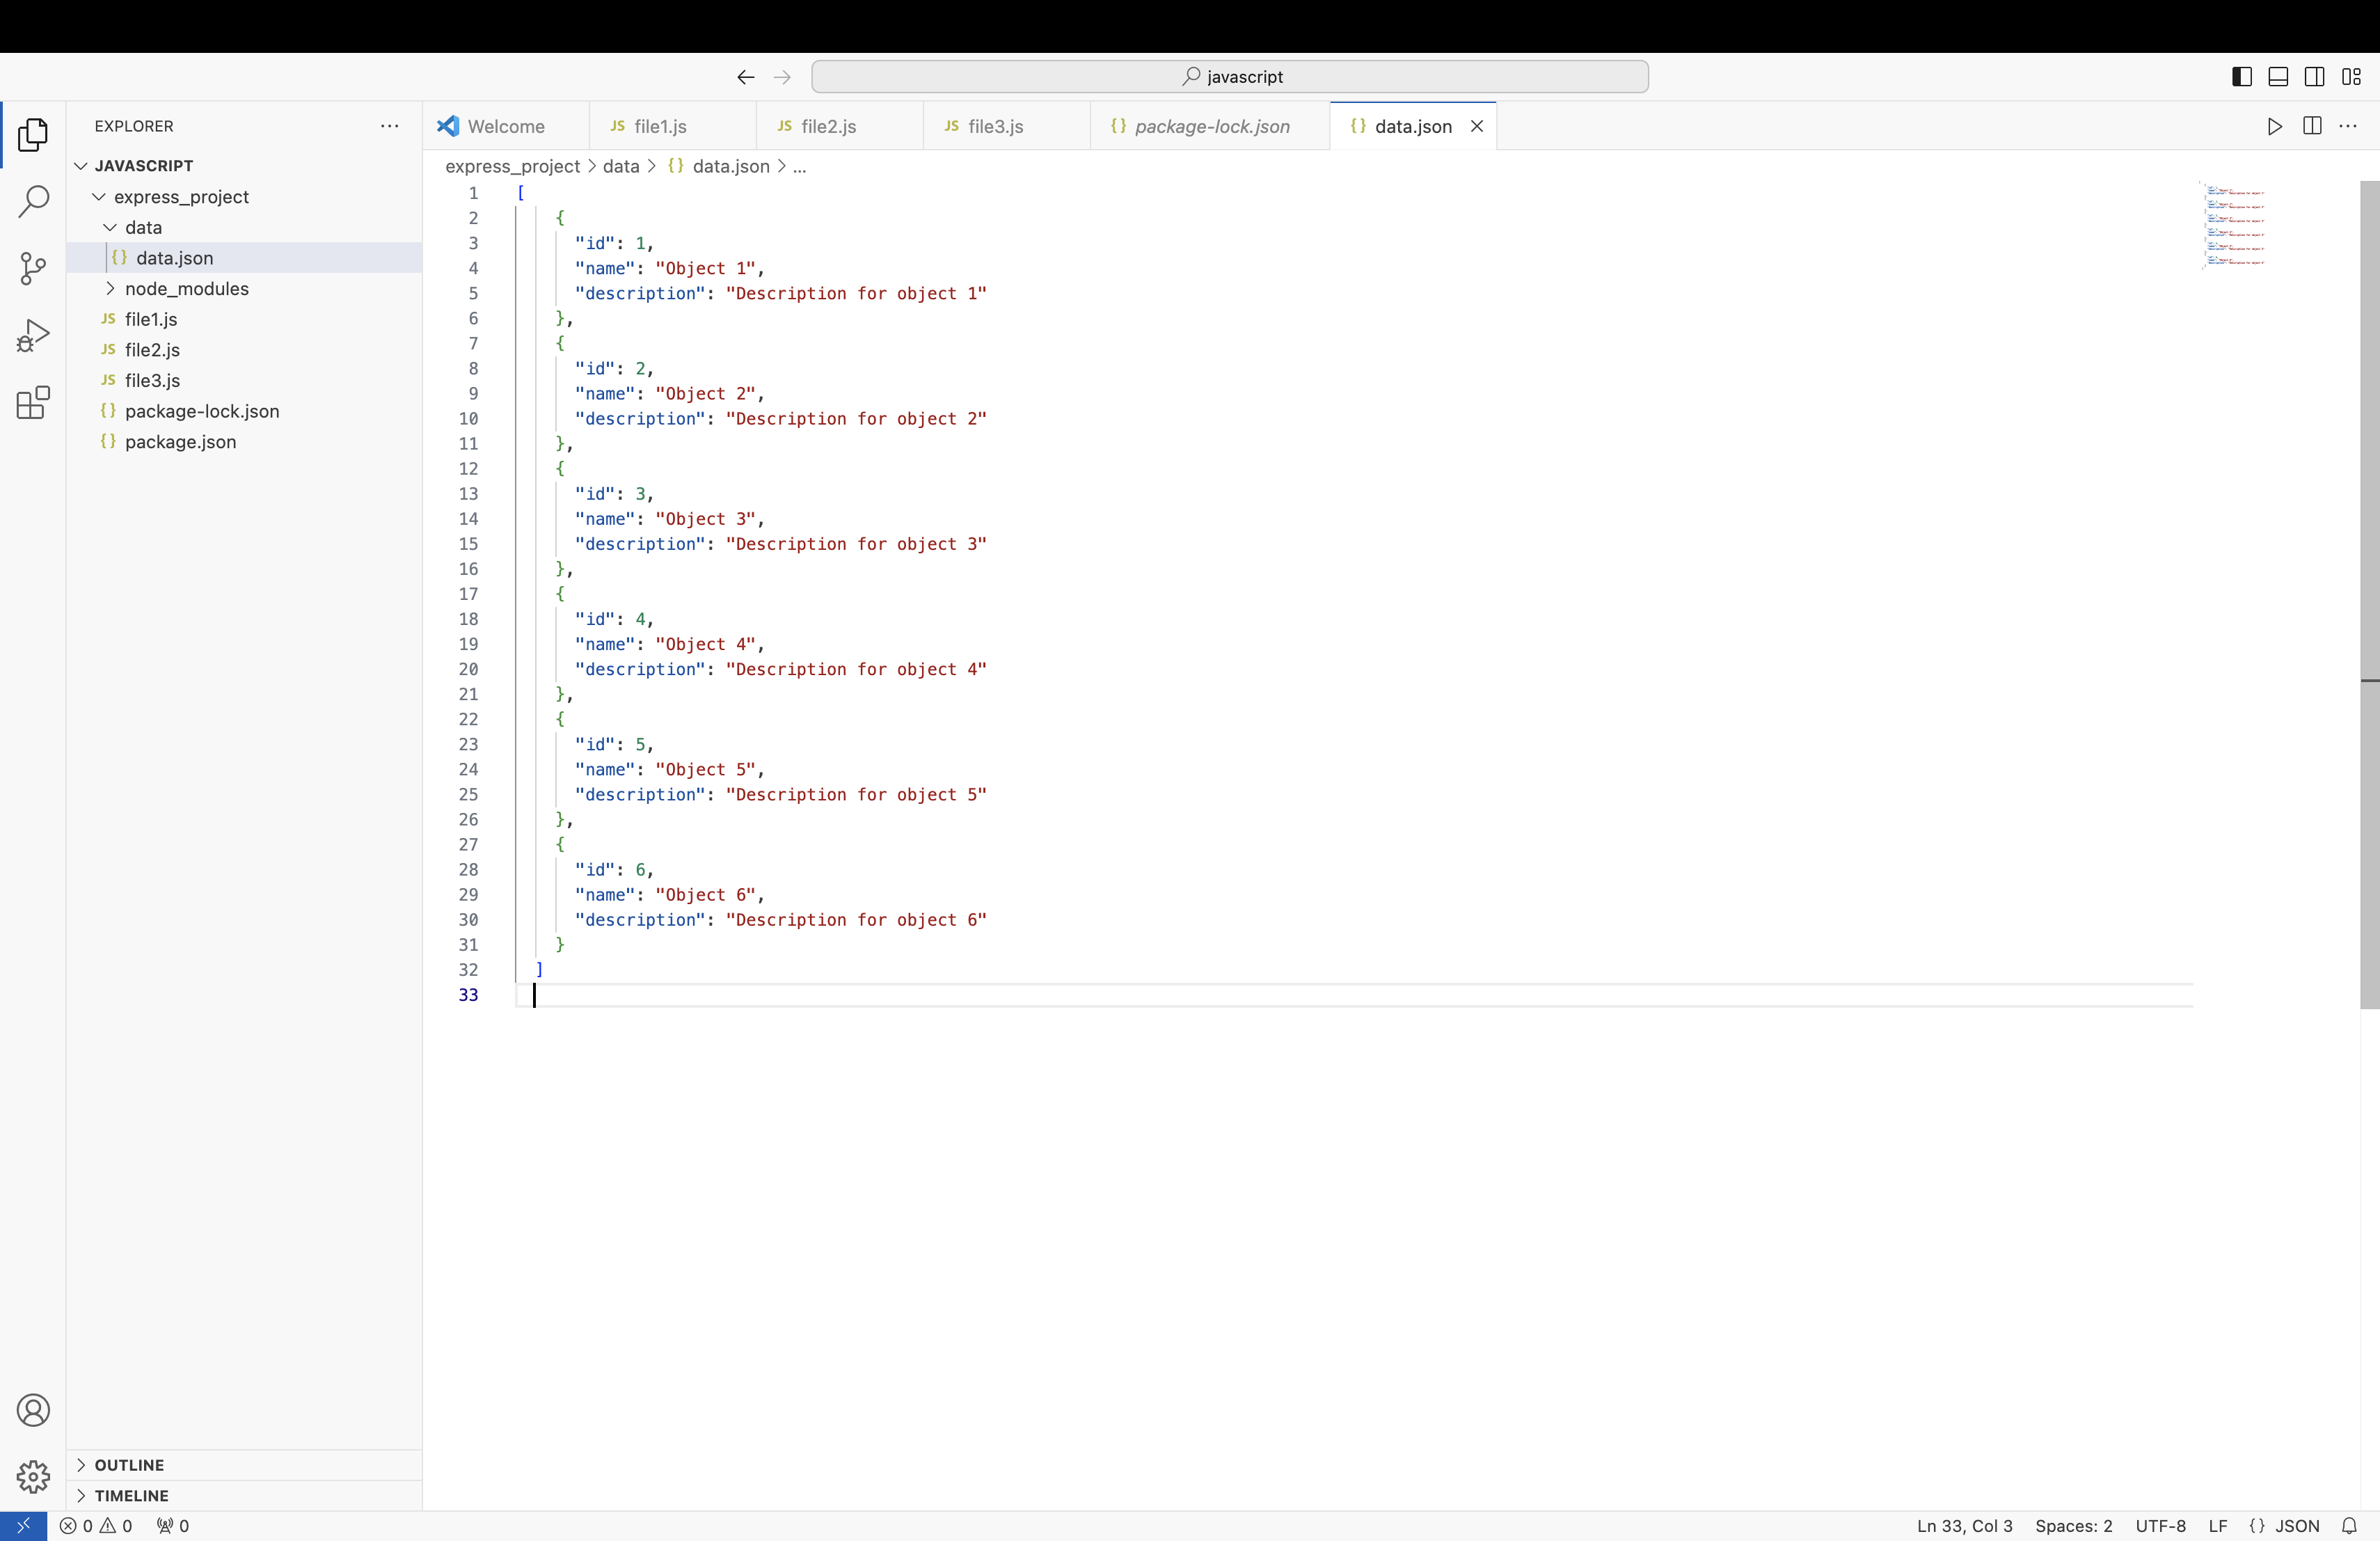 javascript
EXPLORER
JAVASCRIPT
express_project
data
data.json
node_modules
JS file1.js
JS file2.js
JS file3.js
{} package-lock.json
{} package.json
OUTLINE
TIMELINE
Welcome JS file1.js JS file2.js JS file3.js {} package-lock.json {} data.json
express_project > data > {} data.json > ...
1 [
2 {
3 "id": 1,
4 "name": "Object 1",
5 "description": "Description for object 1"
6 },
7 {
8 "id": 2,
9 "name": "Object 2",
10 "description": "Description for object 2"
11 },
12 {
13 "id": 3,
14 "name": "Object 3",
15 "description": "Description for object 3"
16 },
17 {
18 "id": 4,
19 "name": "Object 4",
20 "description": "Description for object 4"
21 },
22 {
23 "id": 5,
24 "name": "Object 5",
25 "description": "Description for object 5"
26 },
27 {
28 "id": 6,
29 "name": "Object 6",
30 "description": "Description for object 6"
31 }
32 ]
33
0 0 0 Ln 33, Col 3 Spaces: 2 UTF-8 LF {} JSON